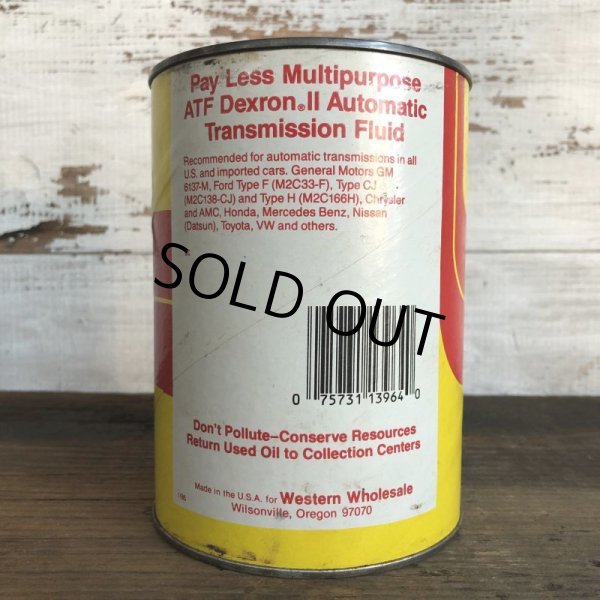 Pay Less Multipurpose
ATF Dexron® II Automatic
Transmission Fluid
Recommended for automatic transmissions in all
U.S. and imported cars. General Motors GM
6137-M, Ford Type F (M2C33-F), Type CJ
(M2C138-CJ) and Type H (M2C166H), Chrysler
and AMC, Honda, Mercedes Benz, Nissan
(Datsun), Toyota, VW and others.
SOLD OUT
0 75731 13964 0
Don't Pollute–Conserve Resources
Return Used Oil to Collection Centers
Made in the U.S.A. for Western Wholesale
Wilsonville, Oregon 97070